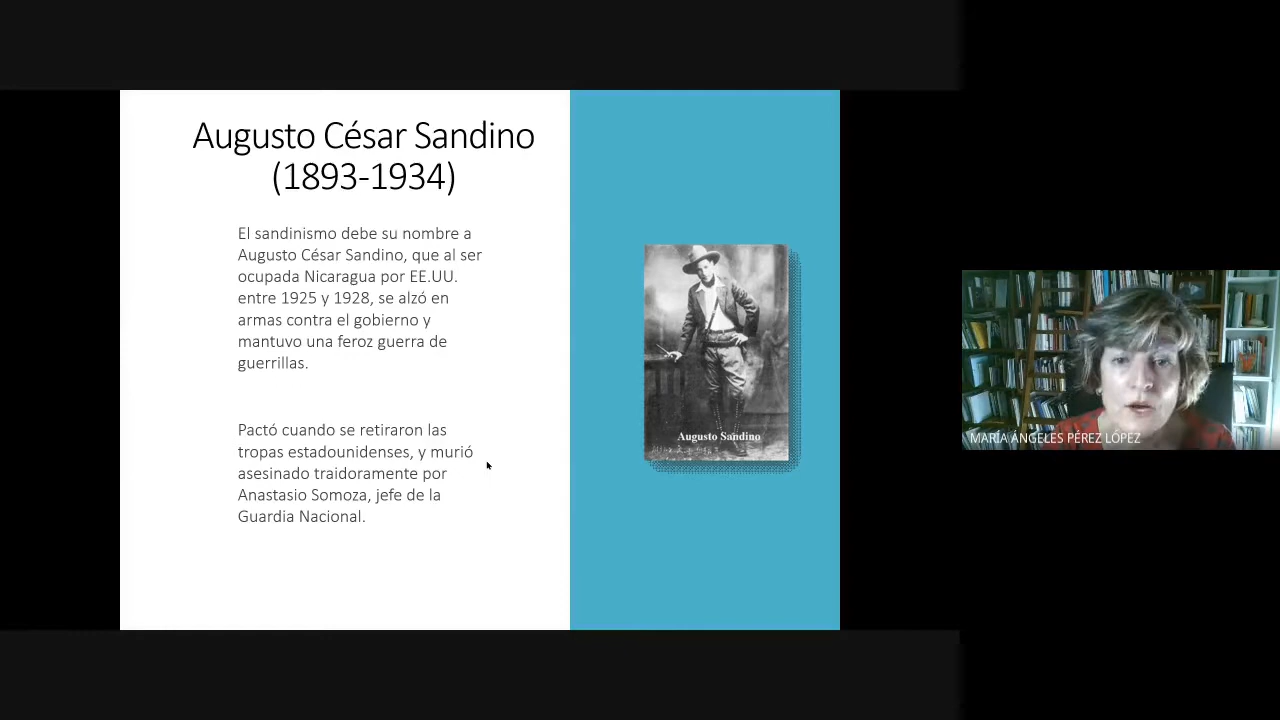 Augusto César Sandino
(1893-1934)
El sandinismo debe su nombre a
Augusto César Sandino, que al ser
ocupada Nicaragua por EE.UU.
entre 1925 y 1928, se alzó en
armas contra el gobierno y
mantuvo una feroz guerra de
guerrillas.
Pactó cuando se retiraron las
tropas estadounidenses, y murió
asesinado traidoramente por
Anastasio Somoza, jefe de la
Guardia Nacional.
Augusto Sandino
MARÍA ÁNGELES PÉREZ LÓPEZ